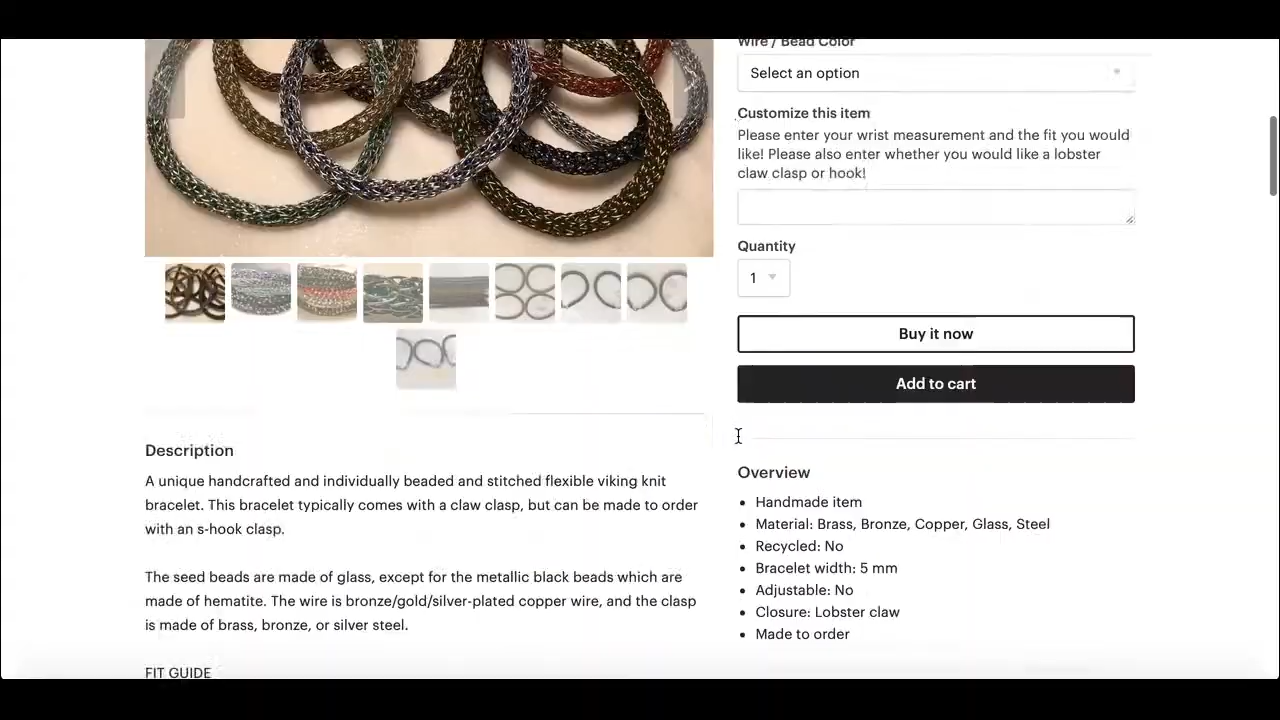 Wire / Bead Color
Select an option
Customize this item
Please enter your wrist measurement and the fit you would
like! Please also enter whether you would like a lobster
claw clasp or hook!
Quantity
1
Buy it now
Add to cart
Description
A unique handcrafted and individually beaded and stitched flexible viking knit
bracelet. This bracelet typically comes with a claw clasp, but can be made to order
with an s-hook clasp.
The seed beads are made of glass, except for the metallic black beads which are
made of hematite. The wire is bronze/gold/silver-plated copper wire, and the clasp
is made of brass, bronze, or silver steel.
FIT GUIDE
Overview
• Handmade item
• Material: Brass, Bronze, Copper, Glass, Steel
• Recycled: No
• Bracelet width: 5 mm
• Adjustable: No
• Closure: Lobster claw
• Made to order